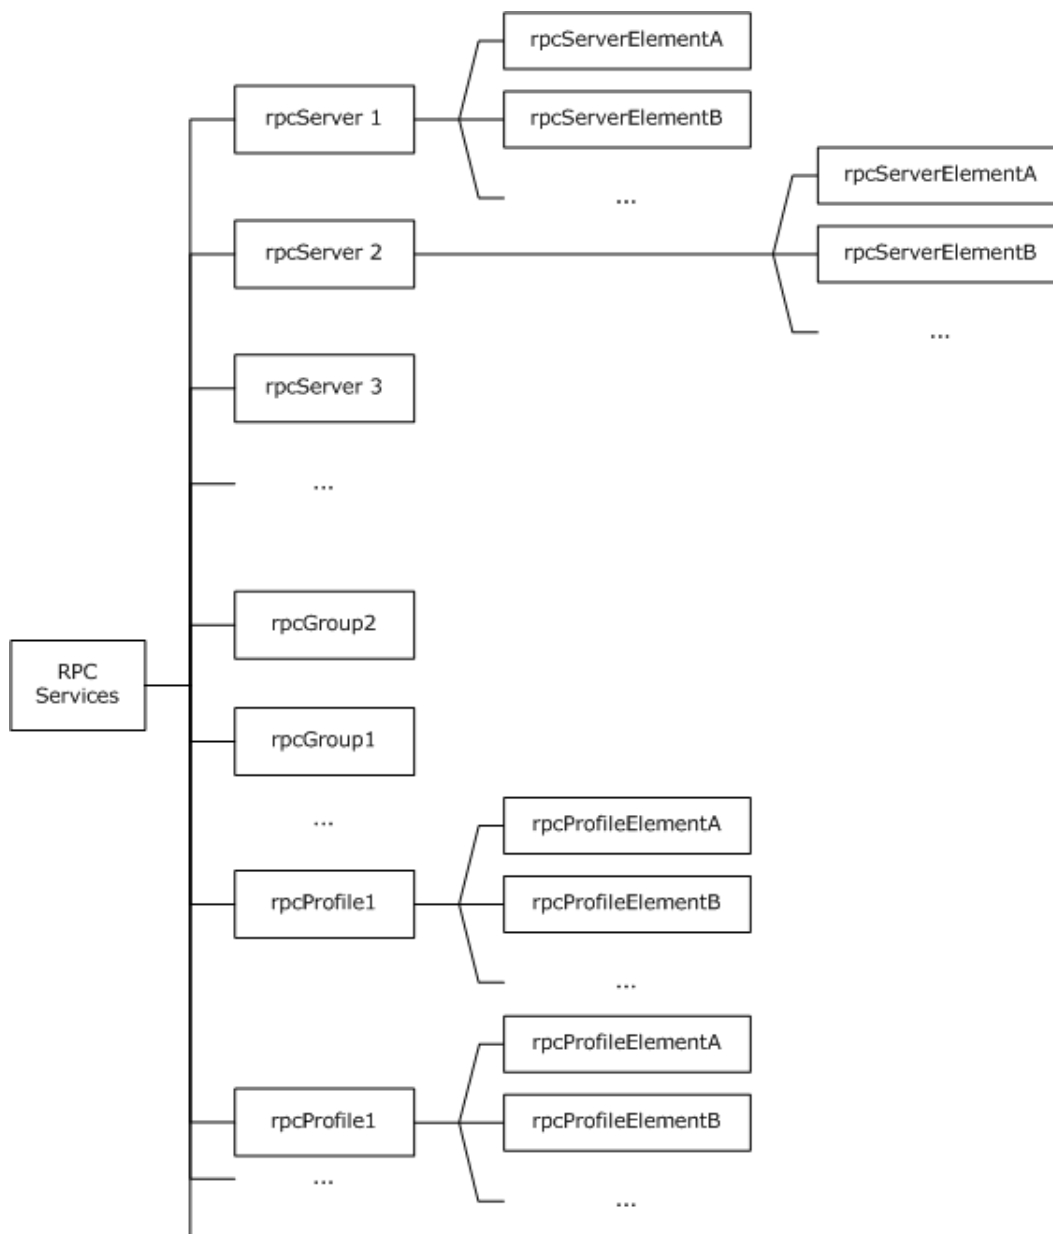 rpcServerElementA
rpcServer 1
rpcServerElementB
...
rpcServerElementA
rpcServer 2
rpcServerElementB
...
rpcServer 3
...
rpcGroup2
RPC
Services
rpcGroup1
...
rpcProfileElementA
rpcProfile1
rpcProfileElementB
...
rpcProfileElementA
rpcProfile1
rpcProfileElementB
...
...